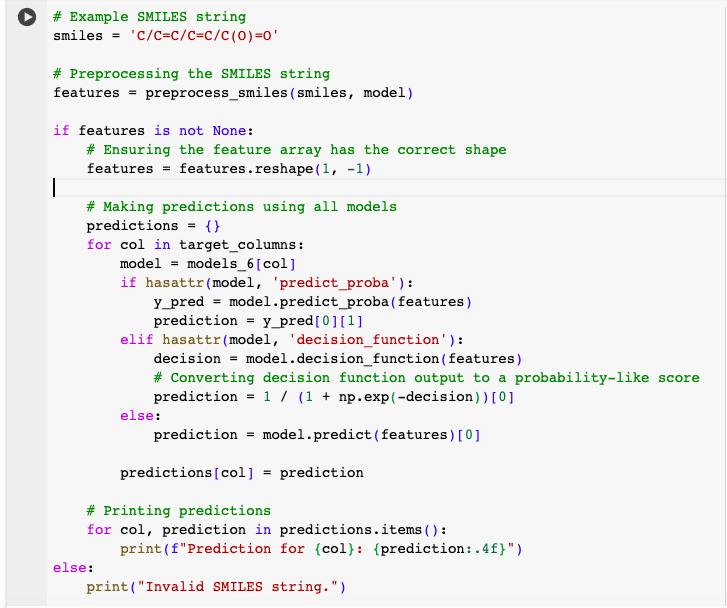 # Example SMILES string
smiles = 'C/C=C/C=C/C(O)=O'

# Preprocessing the SMILES string
features = preprocess_smiles(smiles, model)

if features is not None:
    # Ensuring the feature array has the correct shape
    features = features.reshape(1, -1)

    # Making predictions using all models
    predictions = {}
    for col in target_columns:
        model = models_6[col]
        if hasattr(model, 'predict_proba'):
            y_pred = model.predict_proba(features)
            prediction = y_pred[0][1]
        elif hasattr(model, 'decision_function'):
            decision = model.decision_function(features)
            # Converting decision function output to a probability-like score
            prediction = 1 / (1 + np.exp(-decision))[0]
        else:
            prediction = model.predict(features)[0]

        predictions[col] = prediction

    # Printing predictions
    for col, prediction in predictions.items():
        print(f"Prediction for {col}: {prediction:.4f}")
else:
    print("Invalid SMILES string.")